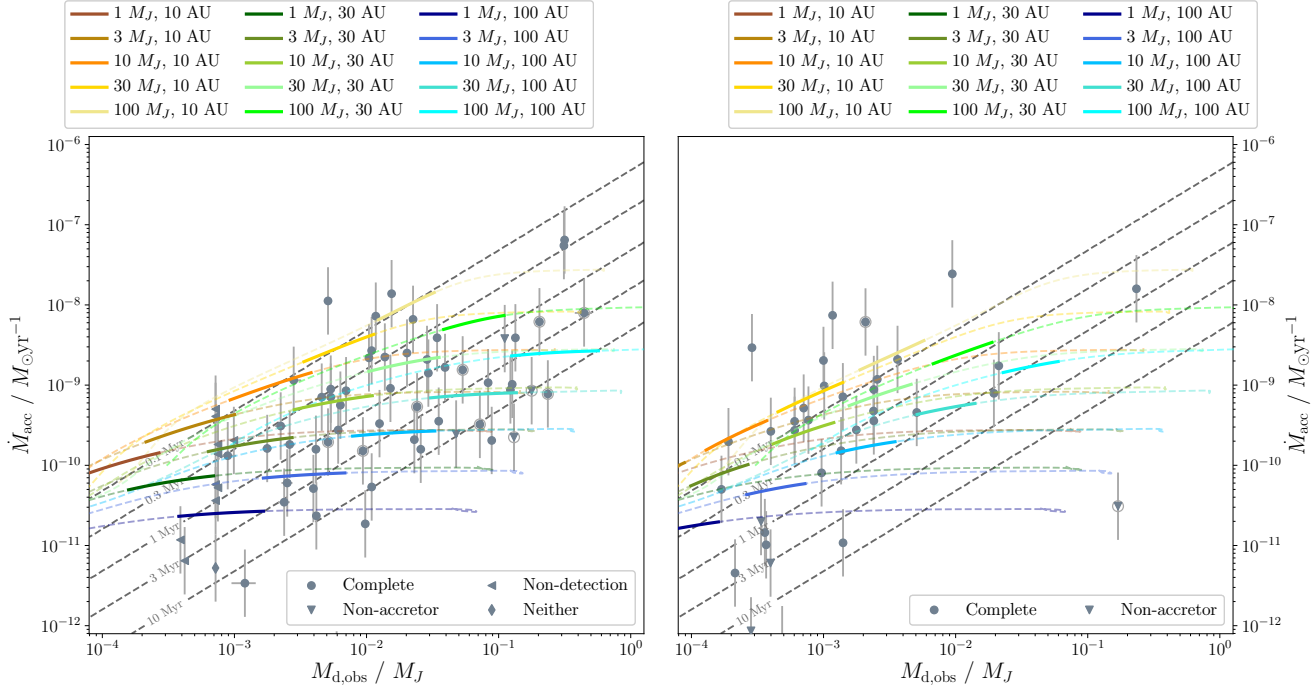 1 M_J, 10 AU 1 M_J, 30 AU 1 M_J, 100 AU
3 M_J, 10 AU 3 M_J, 30 AU 3 M_J, 100 AU
10 M_J, 10 AU 10 M_J, 30 AU 10 M_J, 100 AU
30 M_J, 10 AU 30 M_J, 30 AU 30 M_J, 100 AU
100 M_J, 10 AU 100 M_J, 30 AU 100 M_J, 100 AU
10^{-6}
10^{-7}
10^{-8}
10^{-9}
10^{-10}
10^{-11}
10^{-12}
Ṁ_acc / M_⊙yr^{-1}
0.1 Myr
0.3 Myr
1 Myr
3 Myr
10 Myr
Complete Non-detection
Non-accretor Neither
10^{-4} 10^{-3} 10^{-2} 10^{-1} 10^{0}
M_{d,obs} / M_J
1 M_J, 10 AU 1 M_J, 30 AU 1 M_J, 100 AU
3 M_J, 10 AU 3 M_J, 30 AU 3 M_J, 100 AU
10 M_J, 10 AU 10 M_J, 30 AU 10 M_J, 100 AU
30 M_J, 10 AU 30 M_J, 30 AU 30 M_J, 100 AU
100 M_J, 10 AU 100 M_J, 30 AU 100 M_J, 100 AU
10^{-6}
10^{-7}
10^{-8}
10^{-9}
10^{-10}
10^{-11}
10^{-12}
Ṁ_acc / M_⊙yr^{-1}
0.1 Myr
0.3 Myr
1 Myr
3 Myr
10 Myr
Complete Non-accretor
10^{-4} 10^{-3} 10^{-2} 10^{-1} 10^{0}
M_{d,obs} / M_J